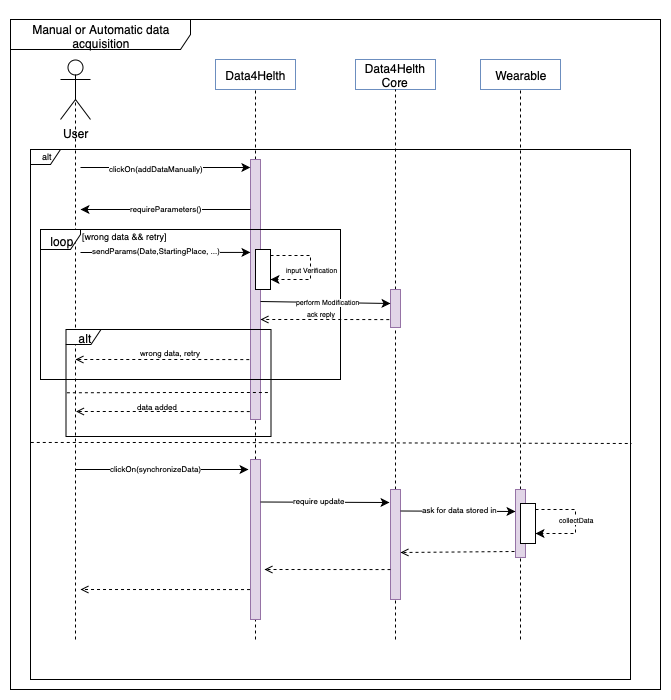 Manual or Automatic data
acquisition
Data4Helth
Data4Helth
Core
Wearable
User
alt
clickOn(addDataManually)
requireParameters()
loop
[wrong data && retry]
sendParams(Date,StartingPlace, ...)
input Verification
perform Modification
ack reply
alt
wrong data, retry
data added
clickOn(synchronizeData)
require update
ask for data stored in
collectData